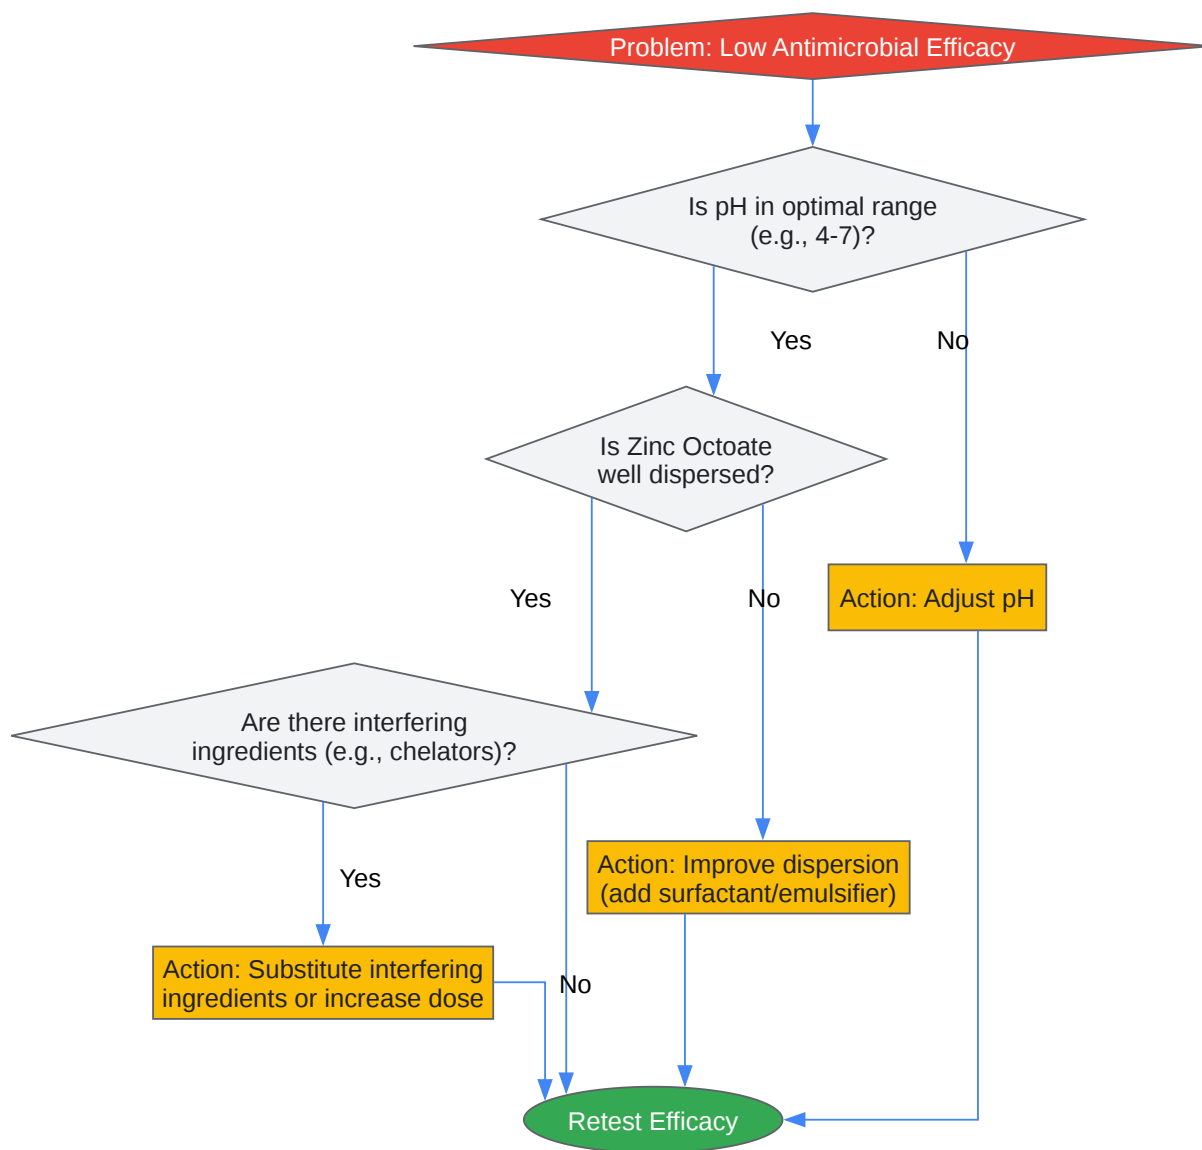 Problem: Low Antimicrobial Efficacy
Is pH in optimal range
(e.g., 4-7)?
Yes
No
Is Zinc Octoate
well dispersed?
Yes
No
Action: Adjust pH
Are there interfering
ingredients (e.g., chelators)?
Yes
Action: Improve dispersion
(add surfactant/emulsifier)
Action: Substitute interfering
ingredients or increase dose
No
Retest Efficacy